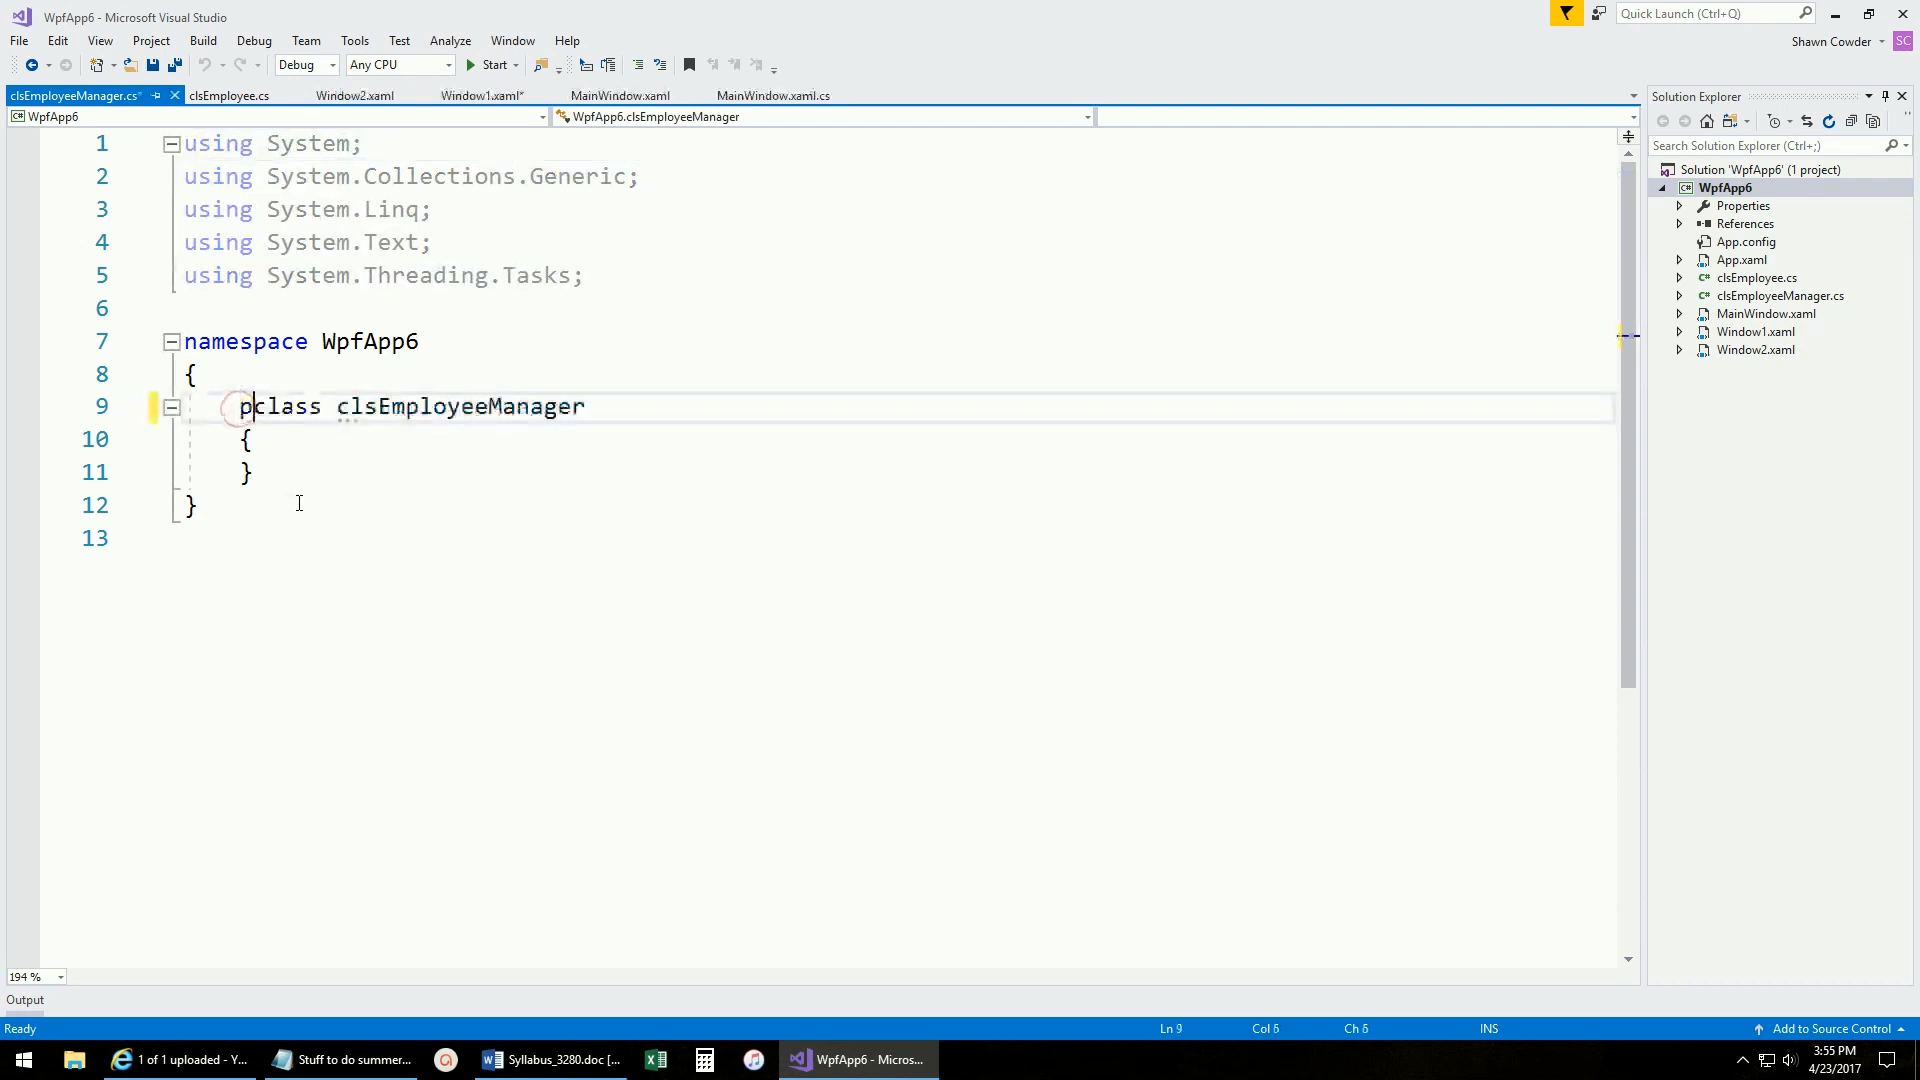 WpfApp6 - Microsoft Visual Studio
Quick Launch (Ctrl+Q)
File Edit View Project Build Debug Team Tools Test Analyze Window Help
Shawn Cowder SC
Debug Any CPU Start
clsEmployeeManager.cs* clsEmployee.cs Window2.xaml Window1.xaml* MainWindow.xaml MainWindow.xaml.cs
WpfApp6 WpfApp6.clsEmployeeManager
1 using System;
2 using System.Collections.Generic;
3 using System.Linq;
4 using System.Text;
5 using System.Threading.Tasks;
6
7 namespace WpfApp6
8 {
9 pclass clsEmployeeManager
10 {
11 }
12 }
13
194 %
Output
Solution Explorer
Search Solution Explorer (Ctrl+;)
Solution 'WpfApp6' (1 project)
WpfApp6
Properties
References
App.config
App.xaml
clsEmployee.cs
clsEmployeeManager.cs
MainWindow.xaml
Window1.xaml
Window2.xaml
Ready Ln 9 Col 6 Ch 6 INS Add to Source Control
1 of 1 uploaded - Y... Stuff to do summer... Syllabus_3280.doc [... WpfApp6 - Micros...
3:55 PM
4/23/2017